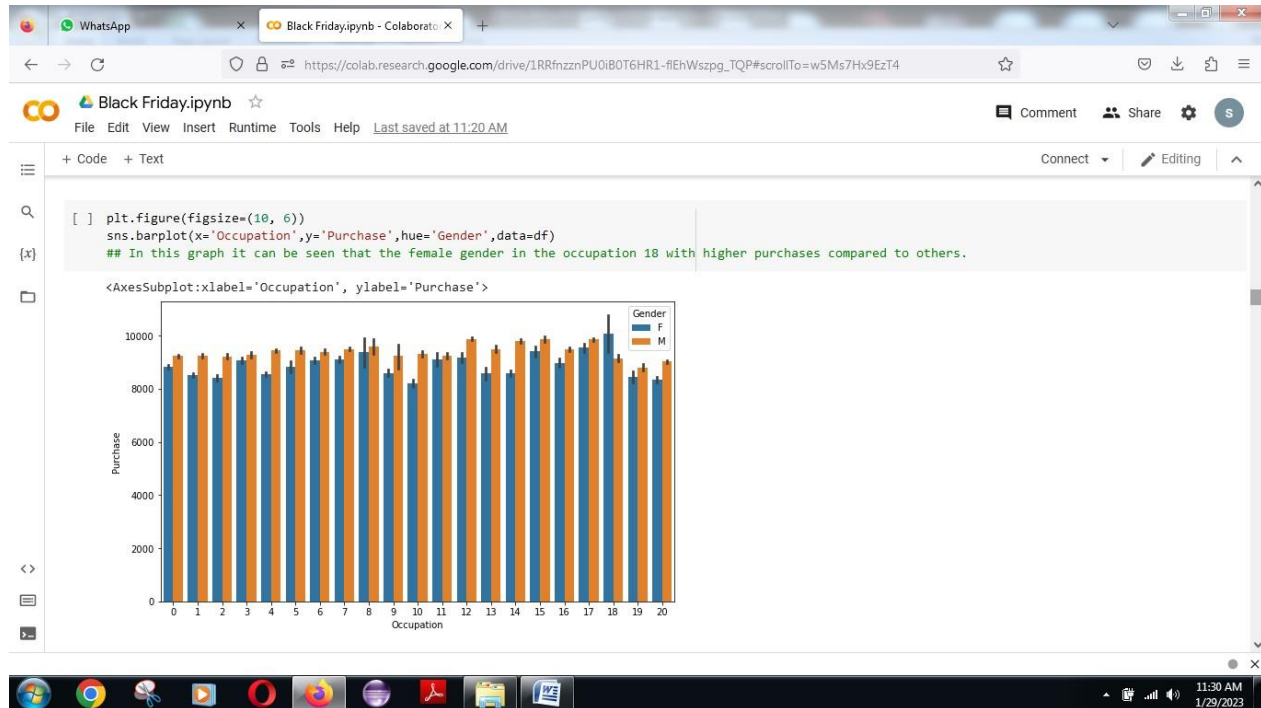 WhatsApp
Black Friday.ipynb - Colaborato
https://colab.research.google.com/drive/1RRfnzznPU0iB0T6HR1-flEhWszpg_TQP#scrollTo=w5Ms7Hx9EzT4
Black Friday.ipynb
Comment Share S
File Edit View Insert Runtime Tools Help Last saved at 11:20 AM
+ Code + Text Connect Editing
[ ] plt.figure(figsize=(10, 6))
sns.barplot(x='Occupation',y='Purchase',hue='Gender',data=df)
## In this graph it can be seen that the female gender in the occupation 18 with higher purchases compared to others.
{x}
<AxesSubplot:xlabel='Occupation', ylabel='Purchase'>
Gender
F
M
10000
8000
6000
4000
2000
0
Purchase
0 1 2 3 4 5 6 7 8 9 10 11 12 13 14 15 16 17 18 19 20
Occupation
11:30 AM
1/29/2023